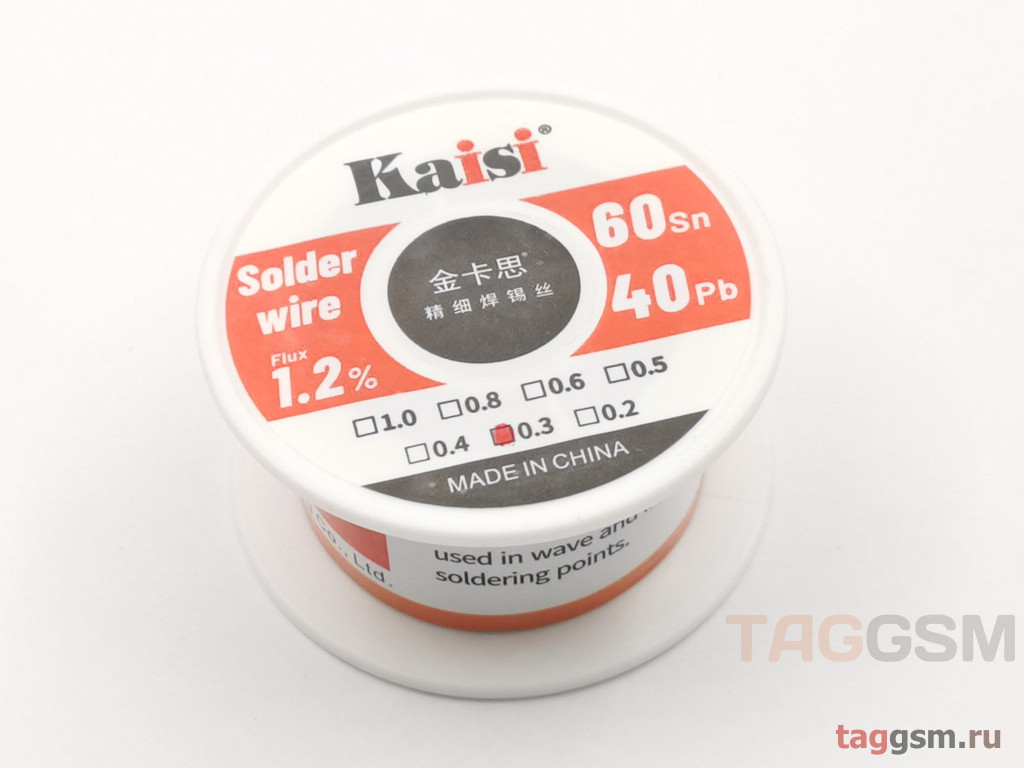 Kaisi®
Solder
wire
Flux
1.2%
金卡思®
精细焊锡丝
60Sn
40Pb
□1.0 □0.8 □0.6 □0.5
□0.4 ■0.3 □0.2
MADE IN CHINA
Co., Ltd.
used in wave and
soldering points.
TAGGSM
taggsm.ru